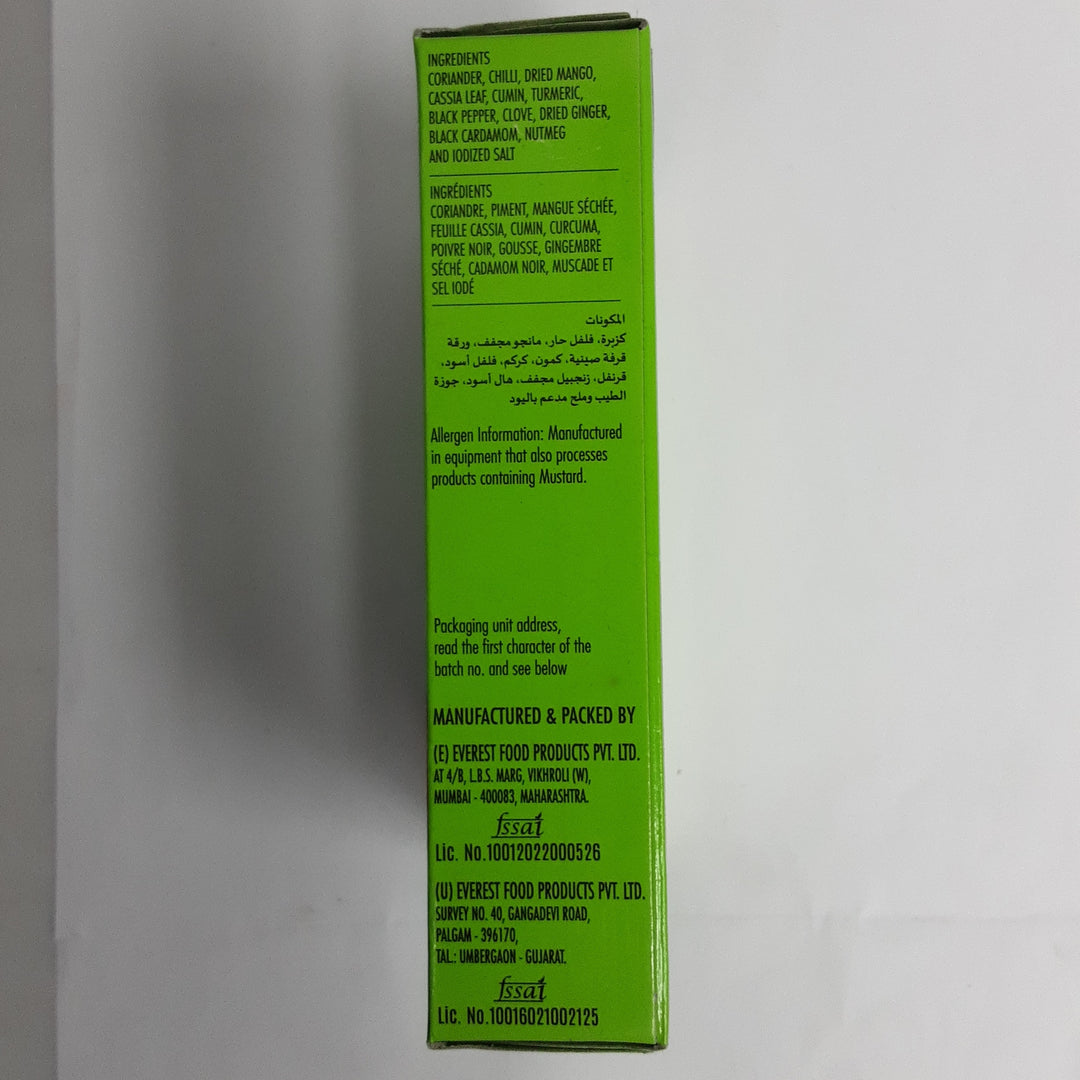 INGREDIENTS
CORIANDER, CHILLI, DRIED MANGO,
CASSIA LEAF, CUMIN, TURMERIC,
BLACK PEPPER, CLOVE, DRIED GINGER,
BLACK CARDAMOM, NUTMEG
AND IODIZED SALT
INGRÉDIENTS
CORIANDRE, PIMENT, MANGUE SÉCHÉE,
FEUILLE CASSIA, CUMIN, CURCUMA,
POIVRE NOIR, GOUSSE, GINGEMBRE
SÉCHÉ, CADAMOM NOIR, MUSCADE ET
SEL IODÉ
المكونات
كزبرة، فلفل حار، مانجو مجفف، ورقة
قرفة صينية، كمون، كركم، فلفل أسود،
قرنفل، زنجبيل مجفف، هال أسود، جوزة
الطيب وملح مدعم باليود
Allergen Information: Manufactured
in equipment that also processes
products containing Mustard.
Packaging unit address,
read the first character of the
batch no. and see below
MANUFACTURED & PACKED BY
(E) EVEREST FOOD PRODUCTS PVT. LTD.
AT 4/B, L.B.S. MARG, VIKHROLI (W),
MUMBAI - 400083, MAHARASHTRA.
fssai
Lic. No.10012022000526
(U) EVEREST FOOD PRODUCTS PVT. LTD.
SURVEY NO. 40, GANGADEVI ROAD,
PALGAM - 396170,
TAL.: UMBERGAON - GUJARAT.
fssai
Lic. No.10016021002125